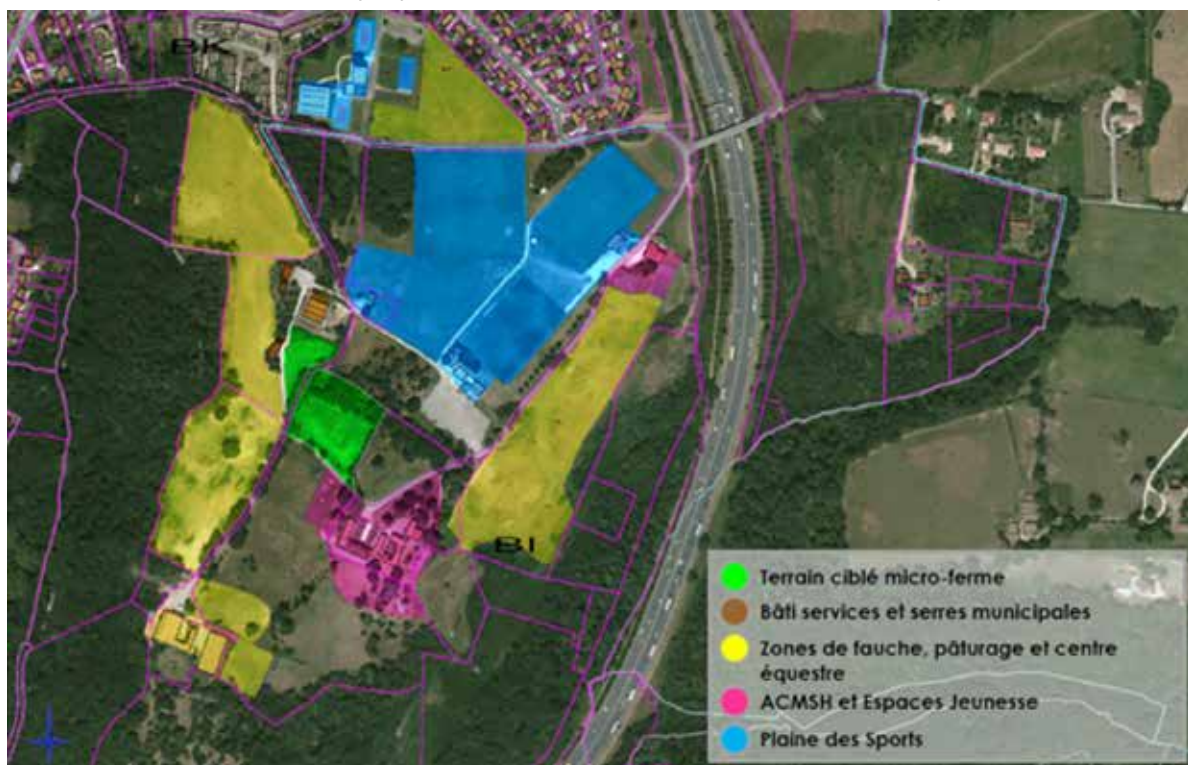 BK
BI
Terrain ciblé micro-ferme
Bâti services et serres municipales
Zones de fauche, pâturage et centre
équestre
ACMSH et Espaces Jeunesse
Plaine des Sports